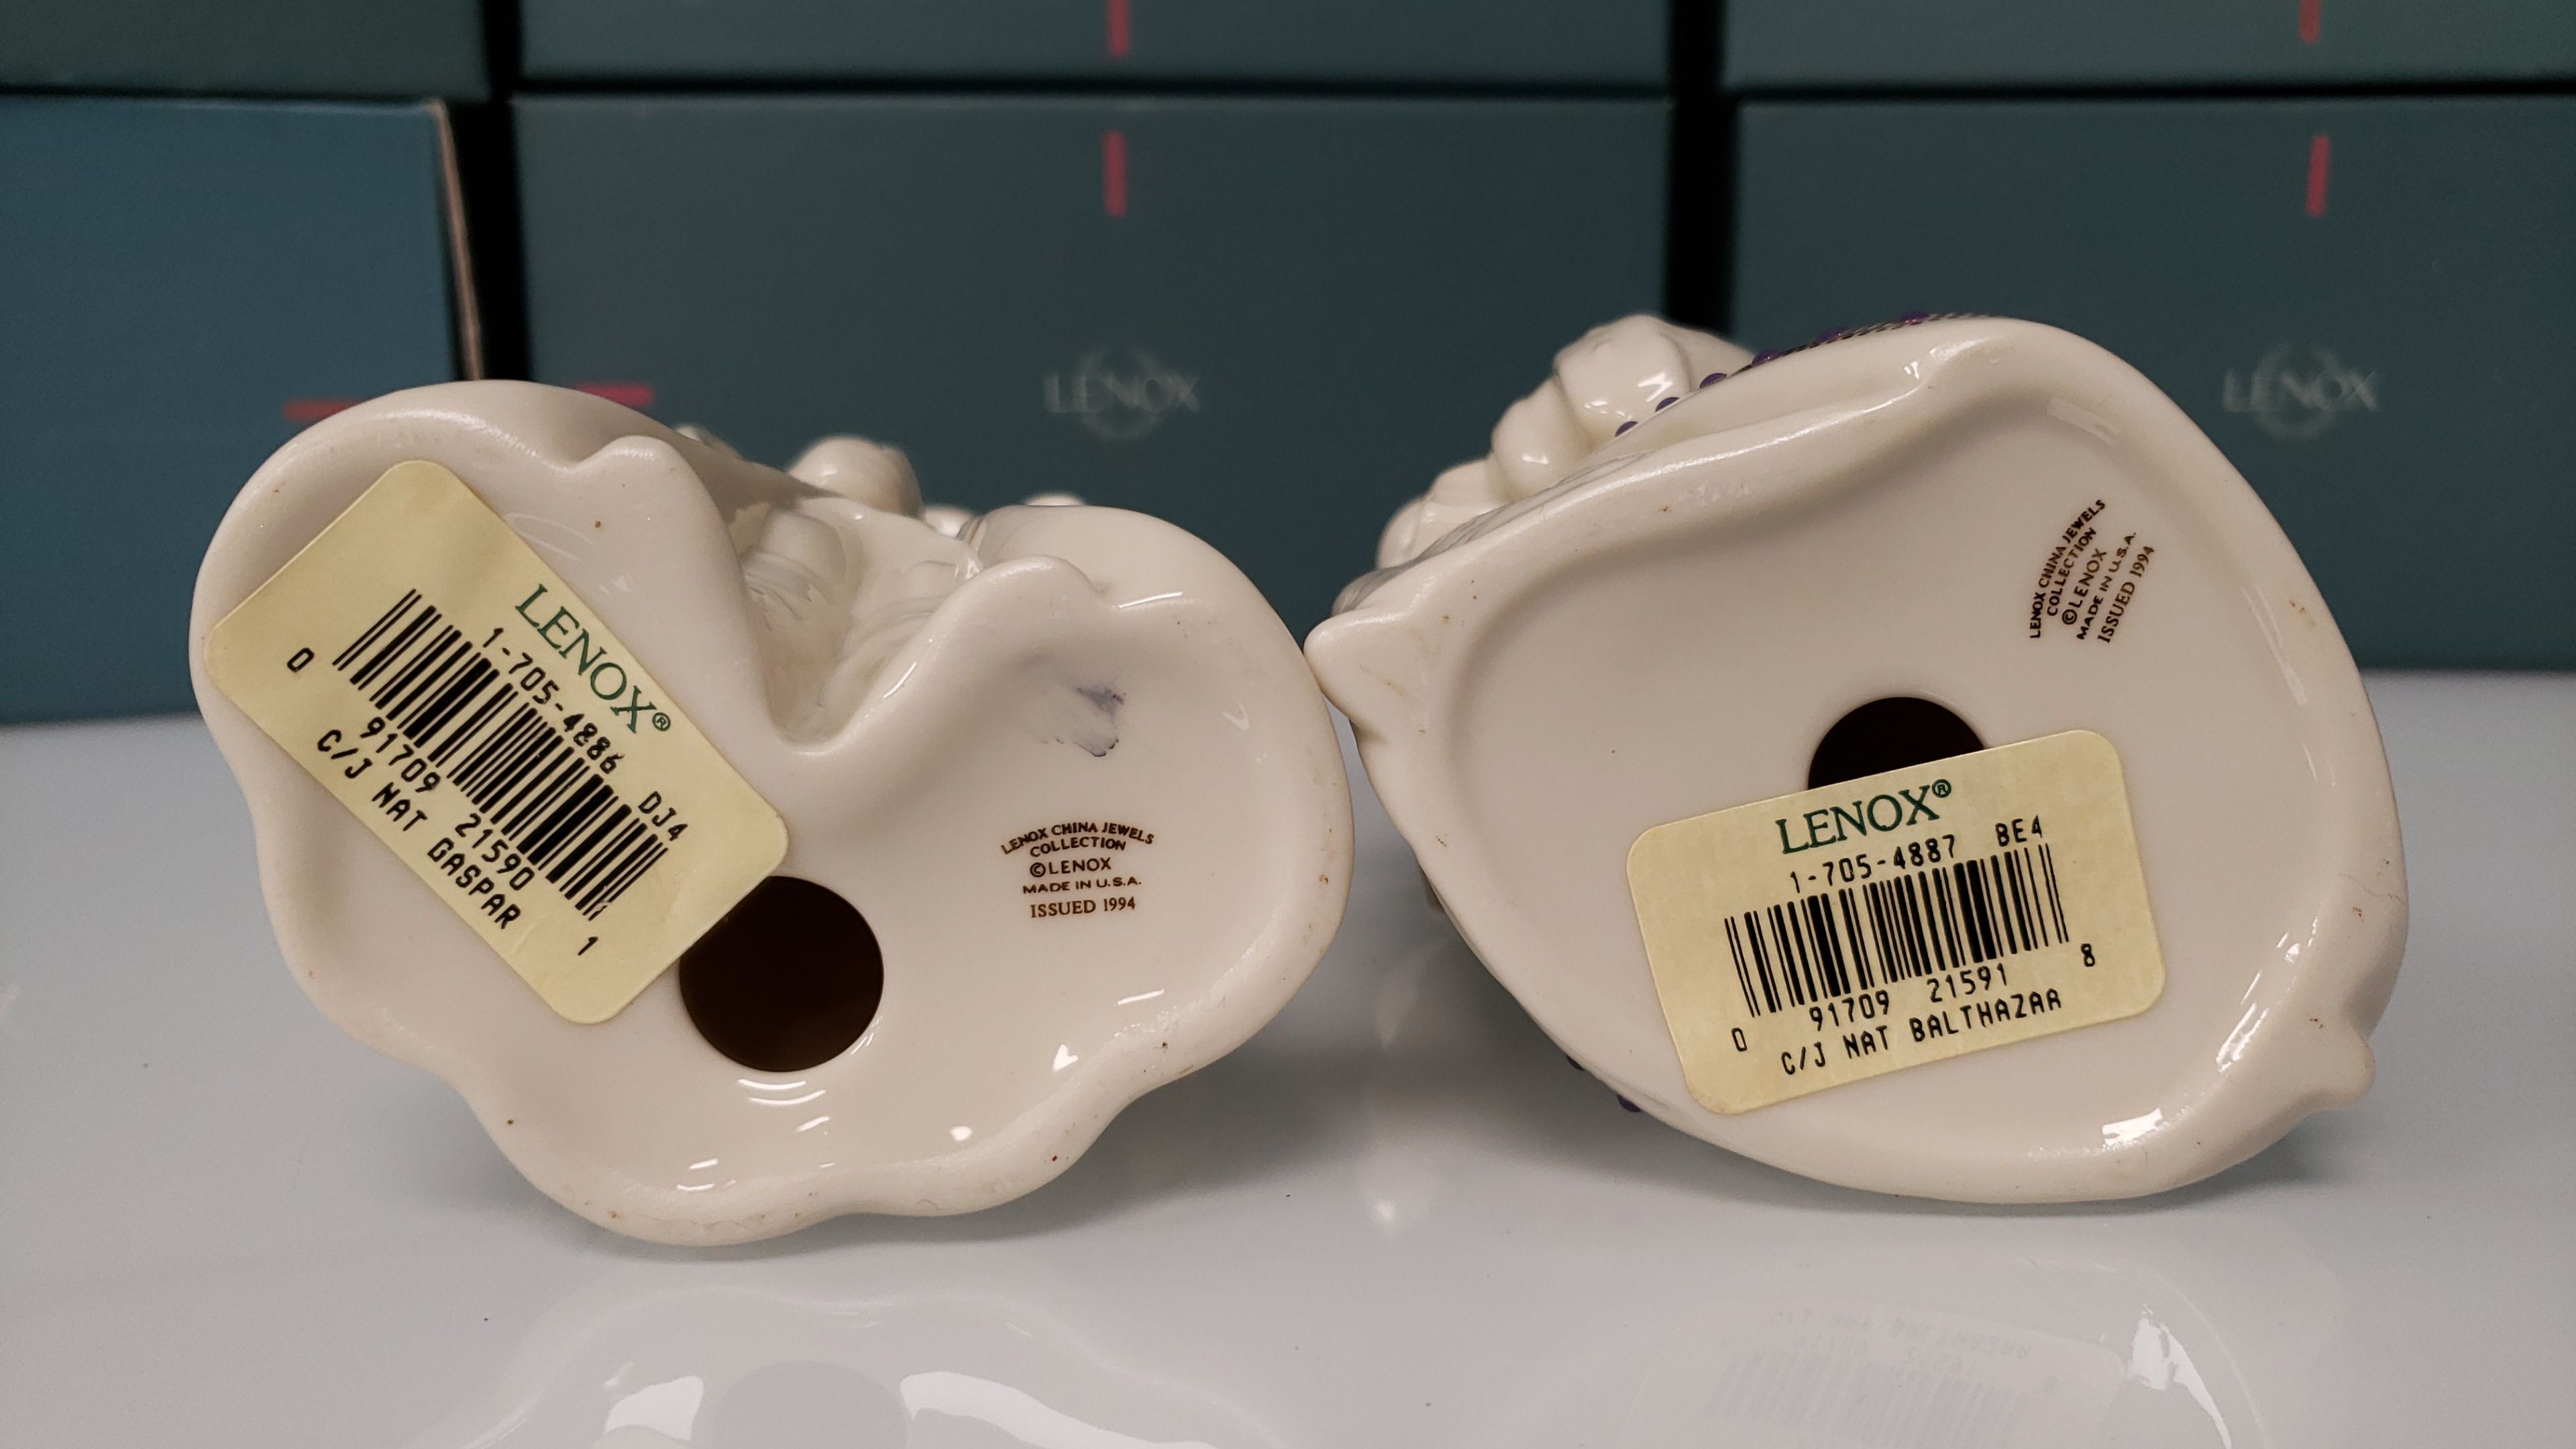 LENOX
LENOX
LENOX®
1-705-4886 DJ4
0 91709 21590 1
C/J NAT GASPAR
LENOX CHINA JEWELS
COLLECTION
©LENOX
MADE IN U.S.A.
ISSUED 1994
LENOX CHINA JEWELS
COLLECTION
©LENOX
MADE IN U.S.A.
ISSUED 1994
LENOX®
1-705-4887 BE4
0 91709 21591 8
C/J NAT BALTHAZAR